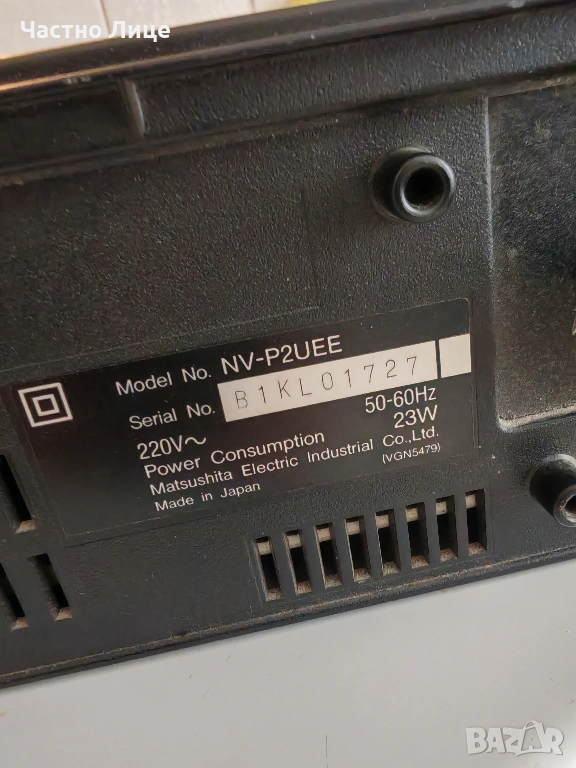 Частно Лице
Model No. NV-P2UEE
Serial No. B1KL01727
220V~ 50-60Hz
Power Consumption 23W
Matsushita Electric Industrial Co.,Ltd.
Made in Japan (VGN5479)
BAZAR